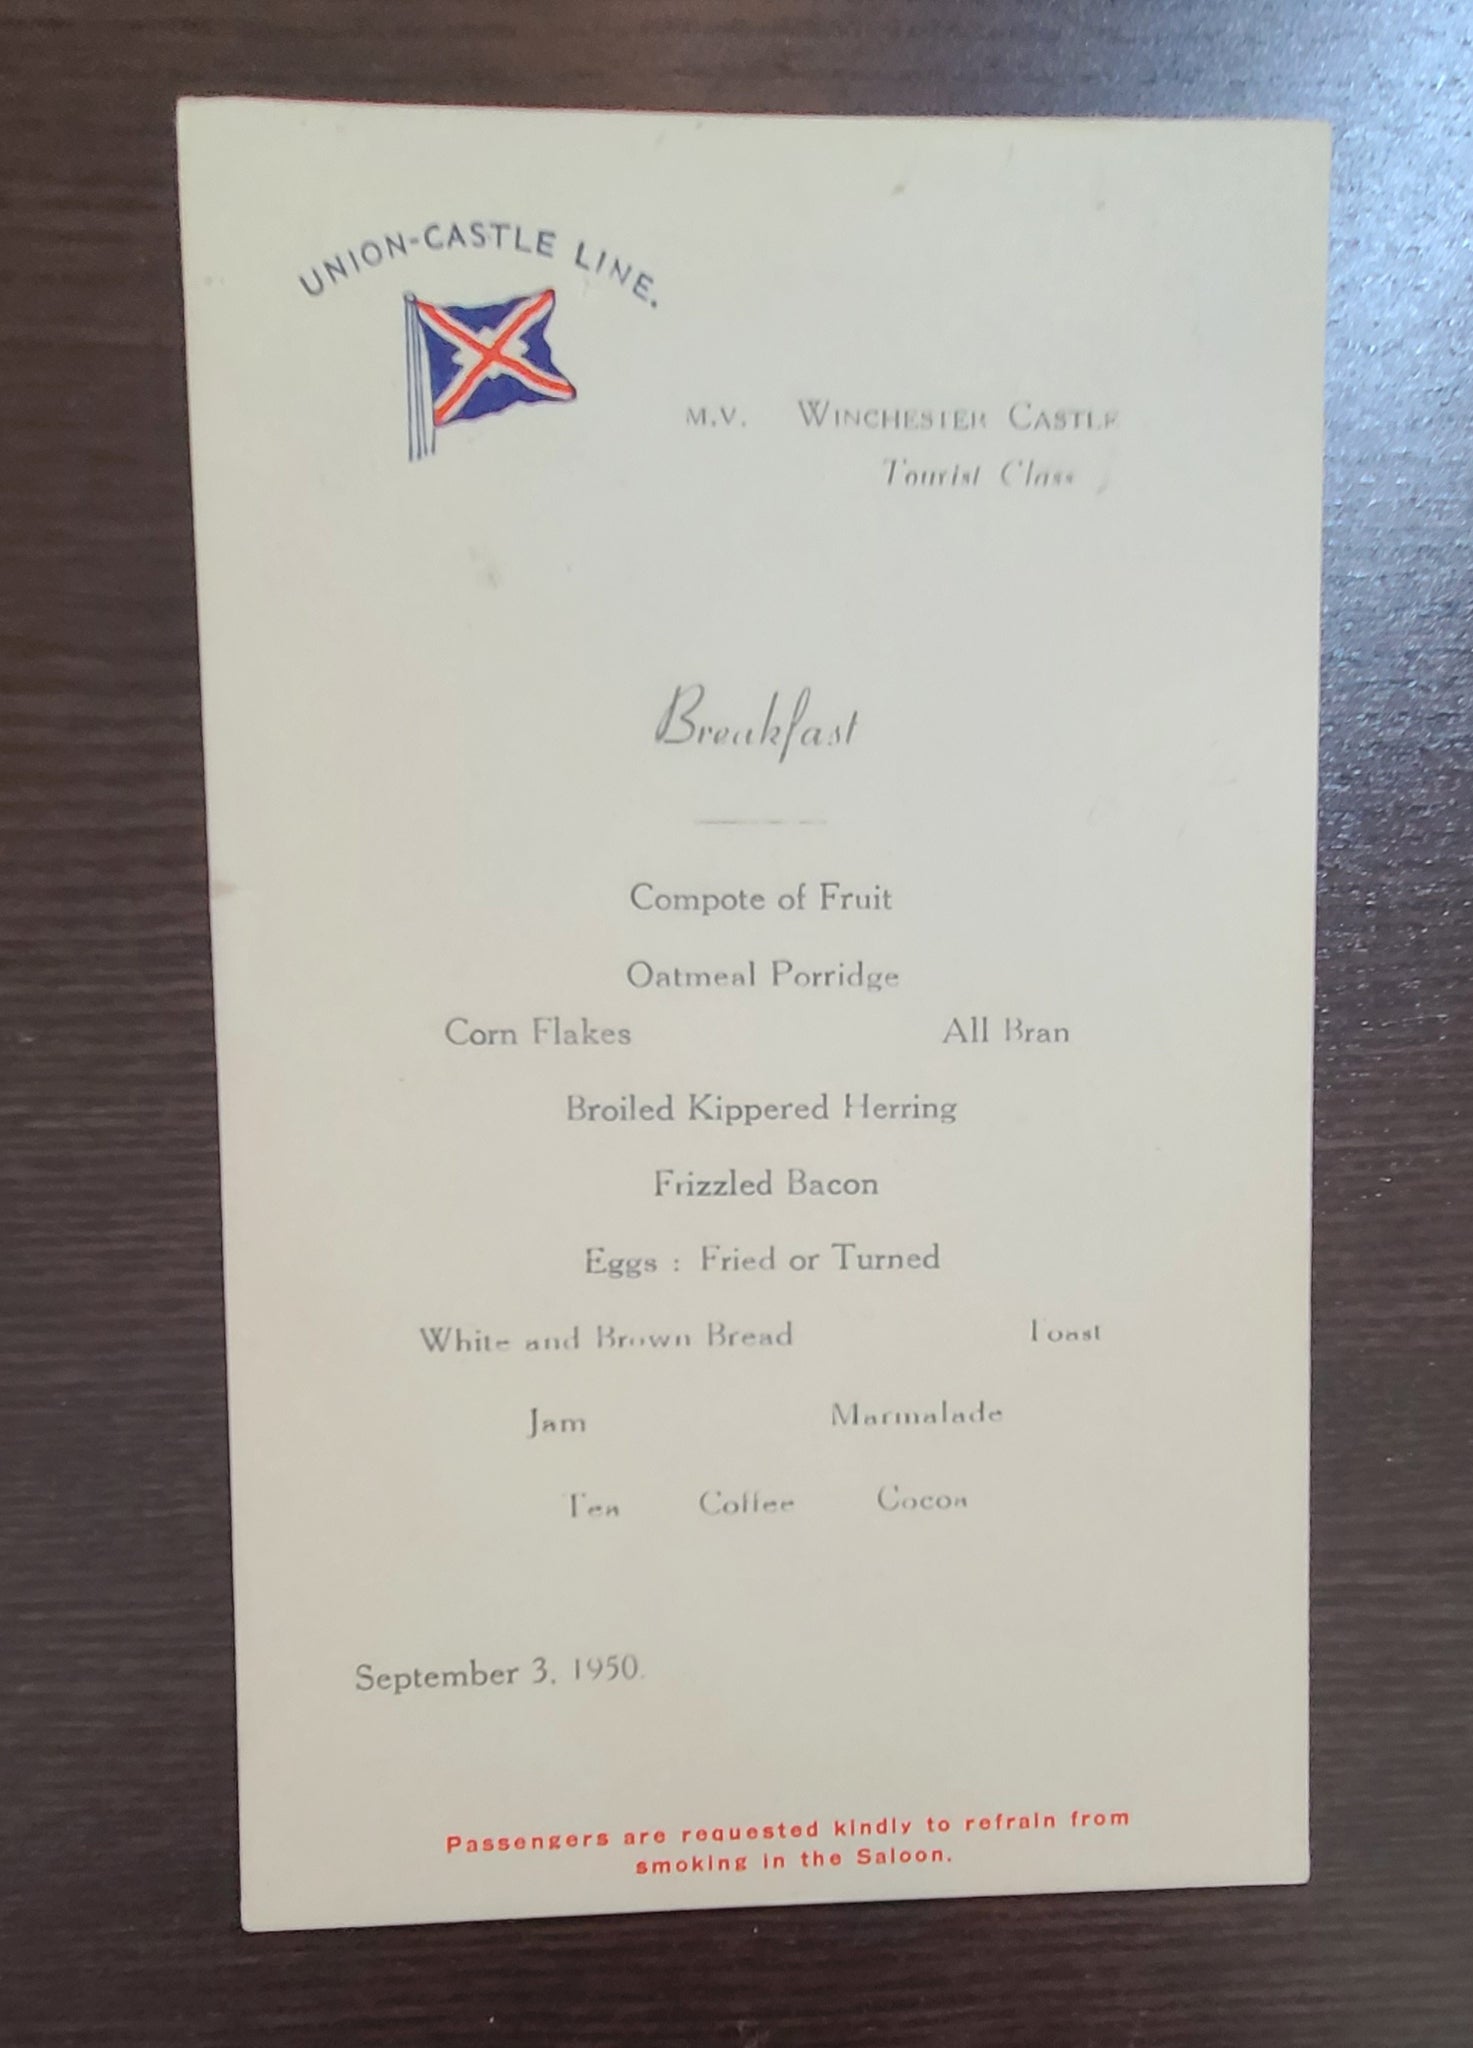 UNION-CASTLE LINE.
M.V. WINCHESTER CASTLE
Tourist Class
Breakfast
Compote of Fruit
Oatmeal Porridge
Corn Flakes All Bran
Broiled Kippered Herring
Frizzled Bacon
Eggs : Fried or Turned
White and Brown Bread Toast
Jam Marmalade
Tea Coffee Cocoa
September 3, 1950.
Passengers are requested kindly to refrain from
smoking in the Saloon.